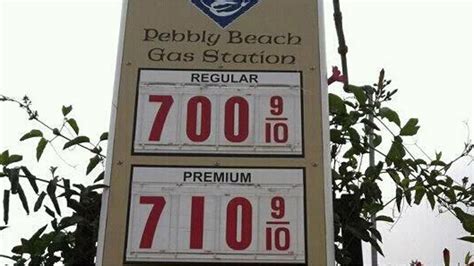 Pebbly Beach
Gas Station
REGULAR
700 9/10
PREMIUM
710 9/10